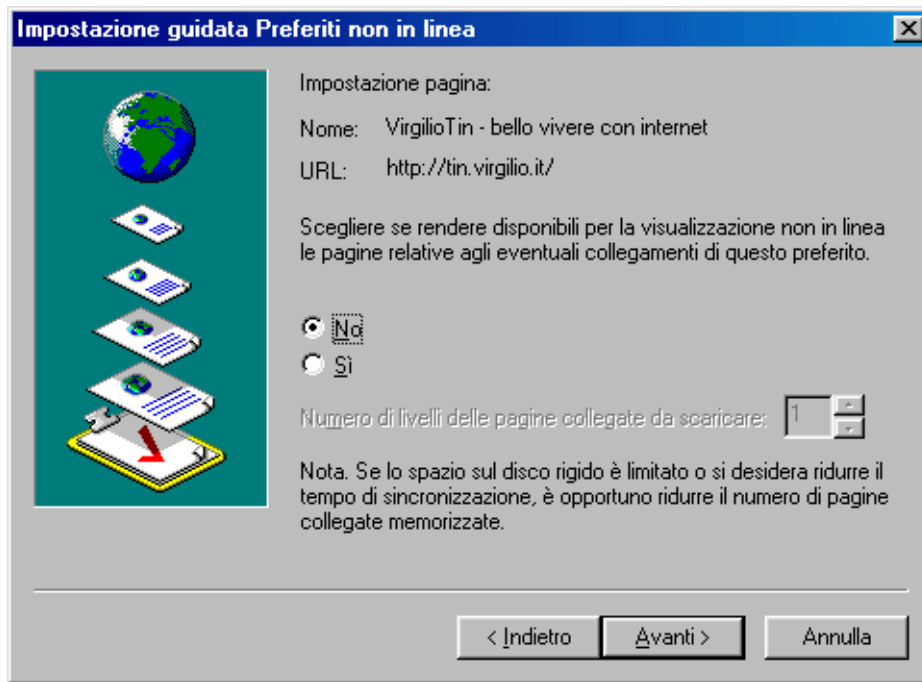 Impostazione guidata Preferiti non in linea
Impostazione pagina:
Nome: VirgilioTin - bello vivere con internet
URL: http://tin.virgilio.it/
Scegliere se rendere disponibili per la visualizzazione non in linea
le pagine relative agli eventuali collegamenti di questo preferito.
No
Sì
Numero di livelli delle pagine collegate da scaricare: 1
Nota. Se lo spazio sul disco rigido è limitato o si desidera ridurre il
tempo di sincronizzazione, è opportuno ridurre il numero di pagine
collegate memorizzate.
< Indietro Avanti > Annulla